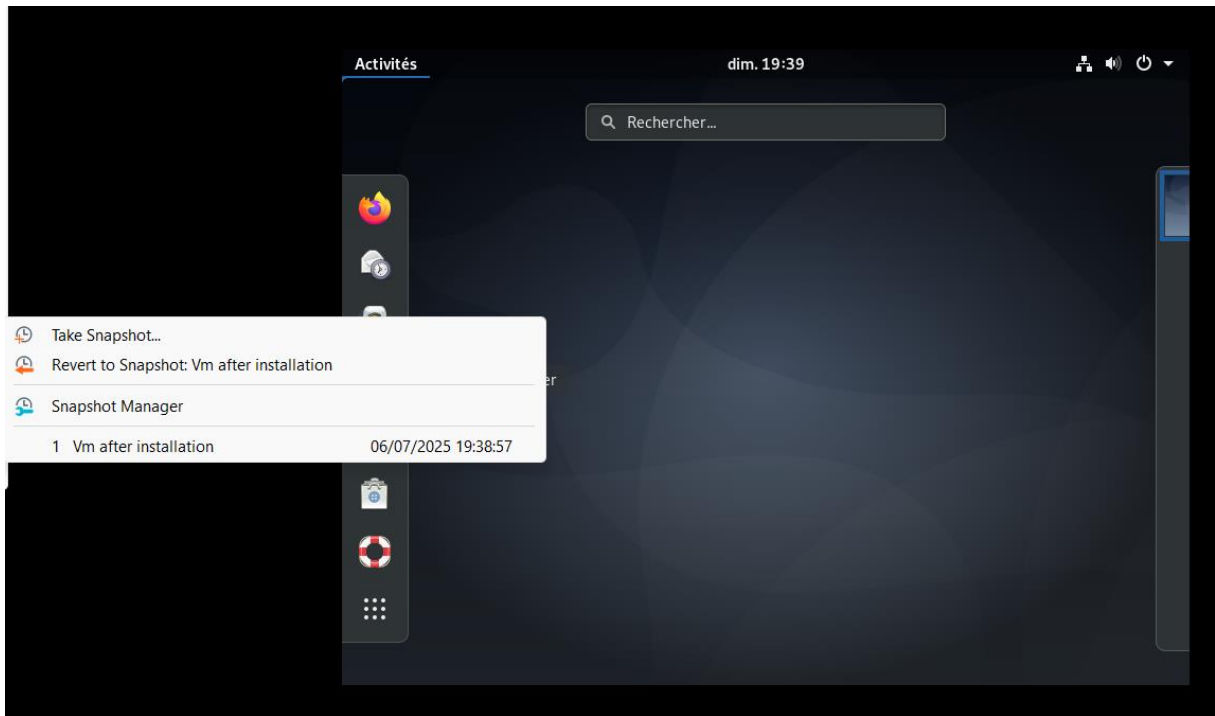 Activités
dim. 19:39
Rechercher...
Take Snapshot...
Revert to Snapshot: Vm after installation
er
Snapshot Manager
1 Vm after installation 06/07/2025 19:38:57